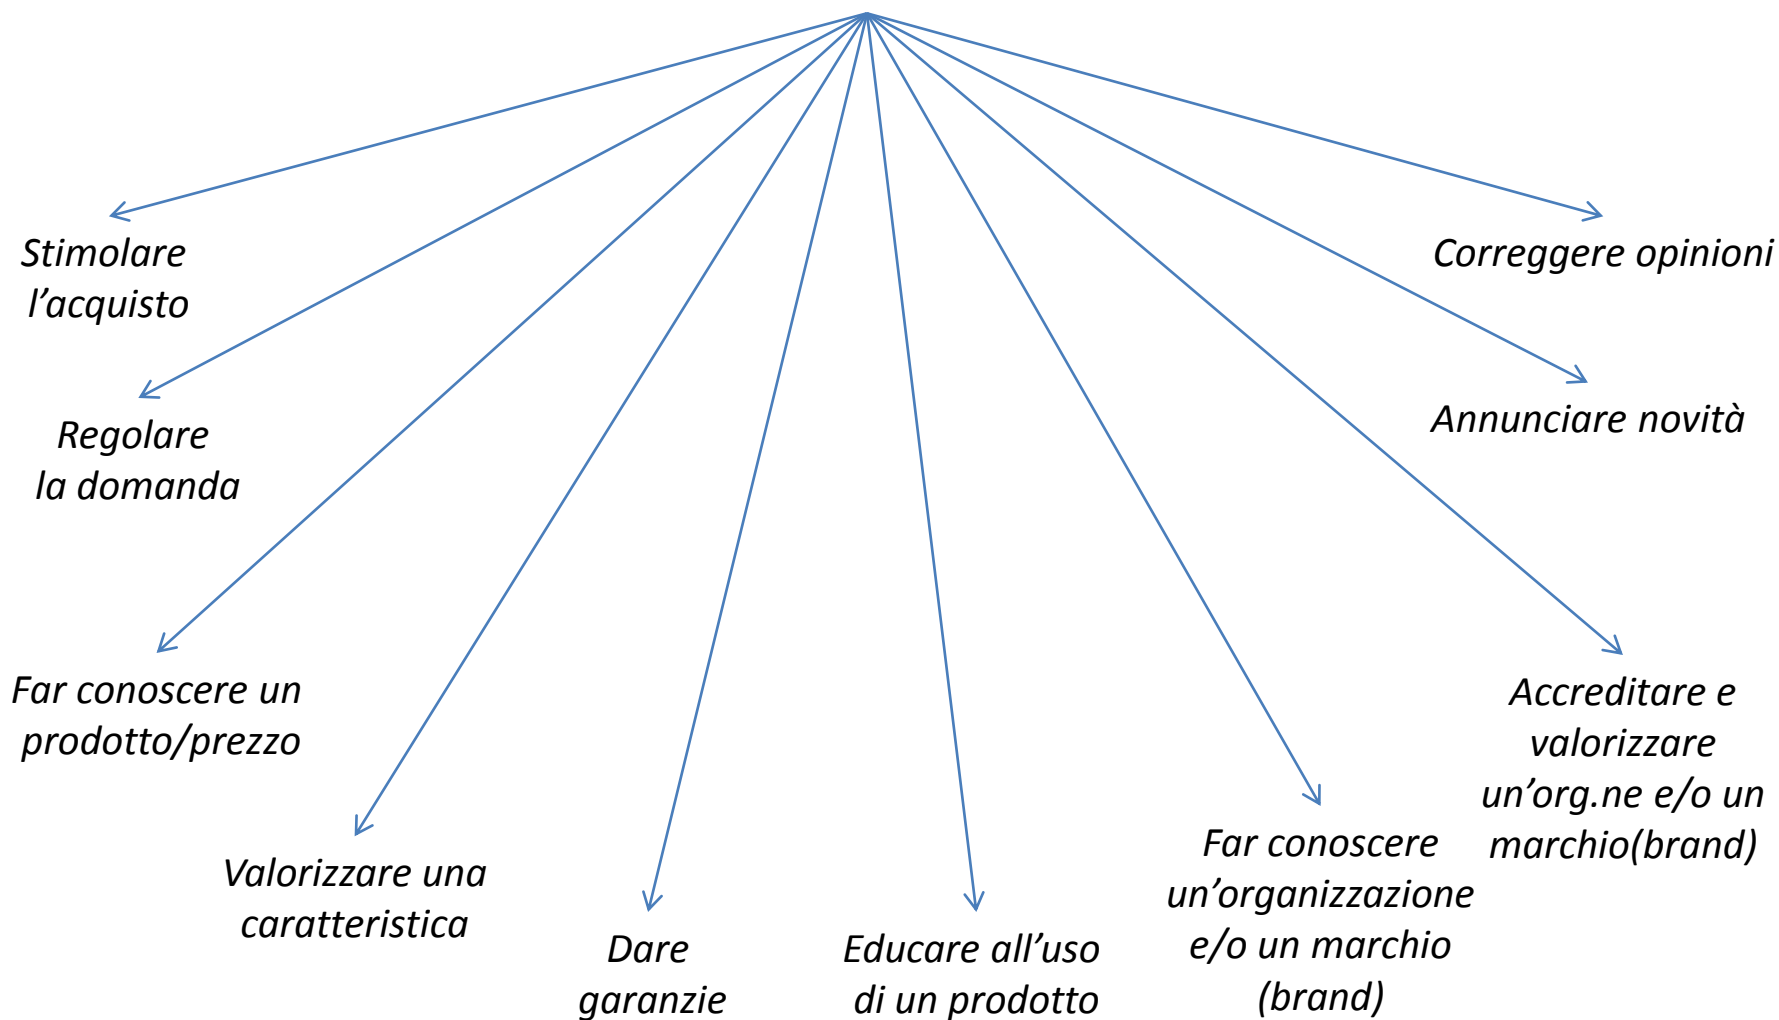 Stimolare
l’acquisto
Correggere opinioni
Regolare
la domanda
Annunciare novità
Far conoscere un
prodotto/prezzo
Accreditare e
valorizzare
un’org.ne e/o un
marchio(brand)
Valorizzare una
caratteristica
Far conoscere
un’organizzazione
e/o un marchio
(brand)
Dare
garanzie
Educare all’uso
di un prodotto